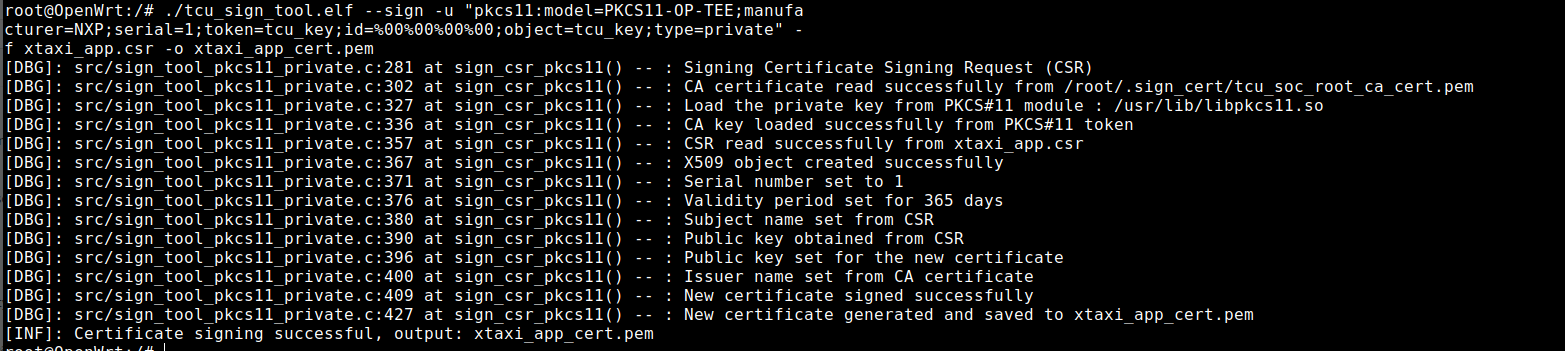 root@OpenWrt:/# ./tcu_sign_tool.elf --sign -u "pkcs11:model=PKCS11-OP-TEE;manufa
cturer=NXP;serial=1;token=tcu_key;id=%00%00%00%00;object=tcu_key;type=private" -
f xtaxi_app.csr -o xtaxi_app_cert.pem
[DBG]: src/sign_tool_pkcs11_private.c:281 at sign_csr_pkcs11() -- : Signing Certificate Signing Request (CSR)
[DBG]: src/sign_tool_pkcs11_private.c:302 at sign_csr_pkcs11() -- : CA certificate read successfully from /root/.sign_cert/tcu_soc_root_ca_cert.pem
[DBG]: src/sign_tool_pkcs11_private.c:327 at sign_csr_pkcs11() -- : Load the private key from PKCS#11 module : /usr/lib/libpkcs11.so
[DBG]: src/sign_tool_pkcs11_private.c:336 at sign_csr_pkcs11() -- : CA key loaded successfully from PKCS#11 token
[DBG]: src/sign_tool_pkcs11_private.c:357 at sign_csr_pkcs11() -- : CSR read successfully from xtaxi_app.csr
[DBG]: src/sign_tool_pkcs11_private.c:367 at sign_csr_pkcs11() -- : X509 object created successfully
[DBG]: src/sign_tool_pkcs11_private.c:371 at sign_csr_pkcs11() -- : Serial number set to 1
[DBG]: src/sign_tool_pkcs11_private.c:376 at sign_csr_pkcs11() -- : Validity period set for 365 days
[DBG]: src/sign_tool_pkcs11_private.c:380 at sign_csr_pkcs11() -- : Subject name set from CSR
[DBG]: src/sign_tool_pkcs11_private.c:390 at sign_csr_pkcs11() -- : Public key obtained from CSR
[DBG]: src/sign_tool_pkcs11_private.c:396 at sign_csr_pkcs11() -- : Public key set for the new certificate
[DBG]: src/sign_tool_pkcs11_private.c:400 at sign_csr_pkcs11() -- : Issuer name set from CA certificate
[DBG]: src/sign_tool_pkcs11_private.c:409 at sign_csr_pkcs11() -- : New certificate signed successfully
[DBG]: src/sign_tool_pkcs11_private.c:427 at sign_csr_pkcs11() -- : New certificate generated and saved to xtaxi_app_cert.pem
[INF]: Certificate signing successful, output: xtaxi_app_cert.pem
root@OpenWrt:/#